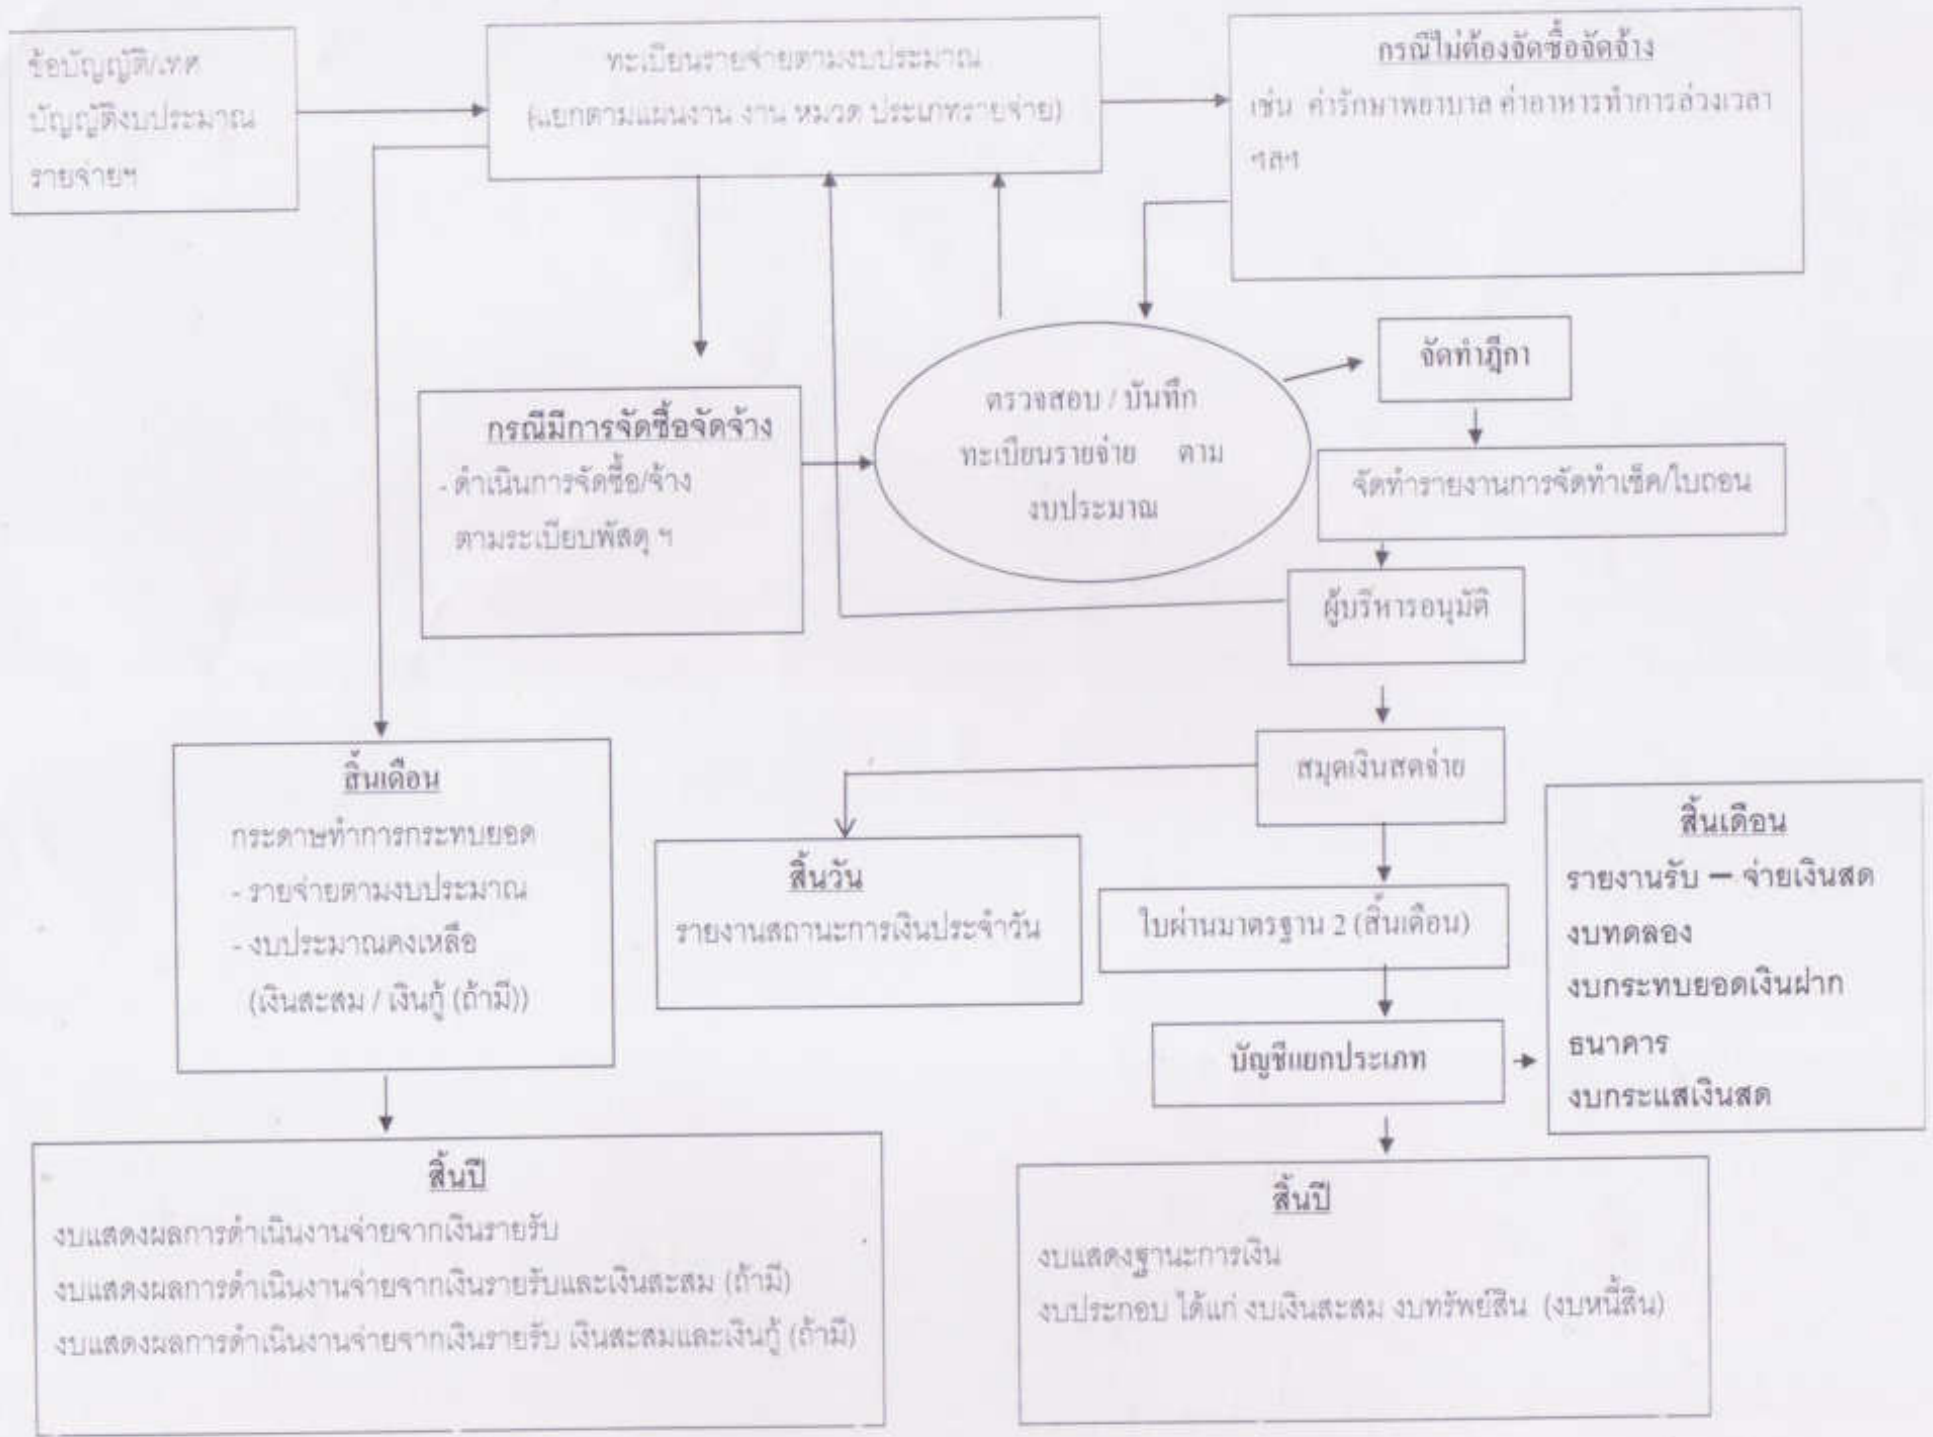 ข้อบัญญัติ/เทศ
บัญญัติงบประมาณ
รายจ่ายฯ
ทะเบียนรายจ่ายตามงบประมาณ
(แยกตามแผนงาน งาน หมวด ประเภทรายจ่าย)
กรณีไม่ต้องจัดซื้อจัดจ้าง
เช่น ค่ารักษาพยาบาล ค่าอาหารทำการล่วงเวลา
ฯลฯ
กรณีมีการจัดซื้อจัดจ้าง
- ดำเนินการจัดซื้อ/จ้าง
ตามระเบียบพัสดุ ฯ
ตรวจสอบ / บันทึก
ทะเบียนรายจ่าย ตาม
งบประมาณ
จัดทำฎีกา
จัดทำรายงานการจัดทำเช็ค/ใบถอน
ผู้บริหารอนุมัติ
สมุดเงินสดจ่าย
สิ้นเดือน
กระดาษทำการกระทบยอด
- รายจ่ายตามงบประมาณ
- งบประมาณคงเหลือ
(เงินสะสม / เงินกู้ (ถ้ามี))
สิ้นวัน
รายงานสถานะการเงินประจำวัน
ใบผ่านมาตรฐาน 2 (สิ้นเดือน)
บัญชีแยกประเภท
สิ้นเดือน
รายงานรับ – จ่ายเงินสด
งบทดลอง
งบกระทบยอดเงินฝาก
ธนาคาร
งบกระแสเงินสด
สิ้นปี
งบแสดงผลการดำเนินงานจ่ายจากเงินรายรับ
งบแสดงผลการดำเนินงานจ่ายจากเงินรายรับและเงินสะสม (ถ้ามี)
งบแสดงผลการดำเนินงานจ่ายจากเงินรายรับ เงินสะสมและเงินกู้ (ถ้ามี)
สิ้นปี
งบแสดงฐานะการเงิน
งบประกอบ ได้แก่ งบเงินสะสม งบทรัพย์สิน (งบหนี้สิน)